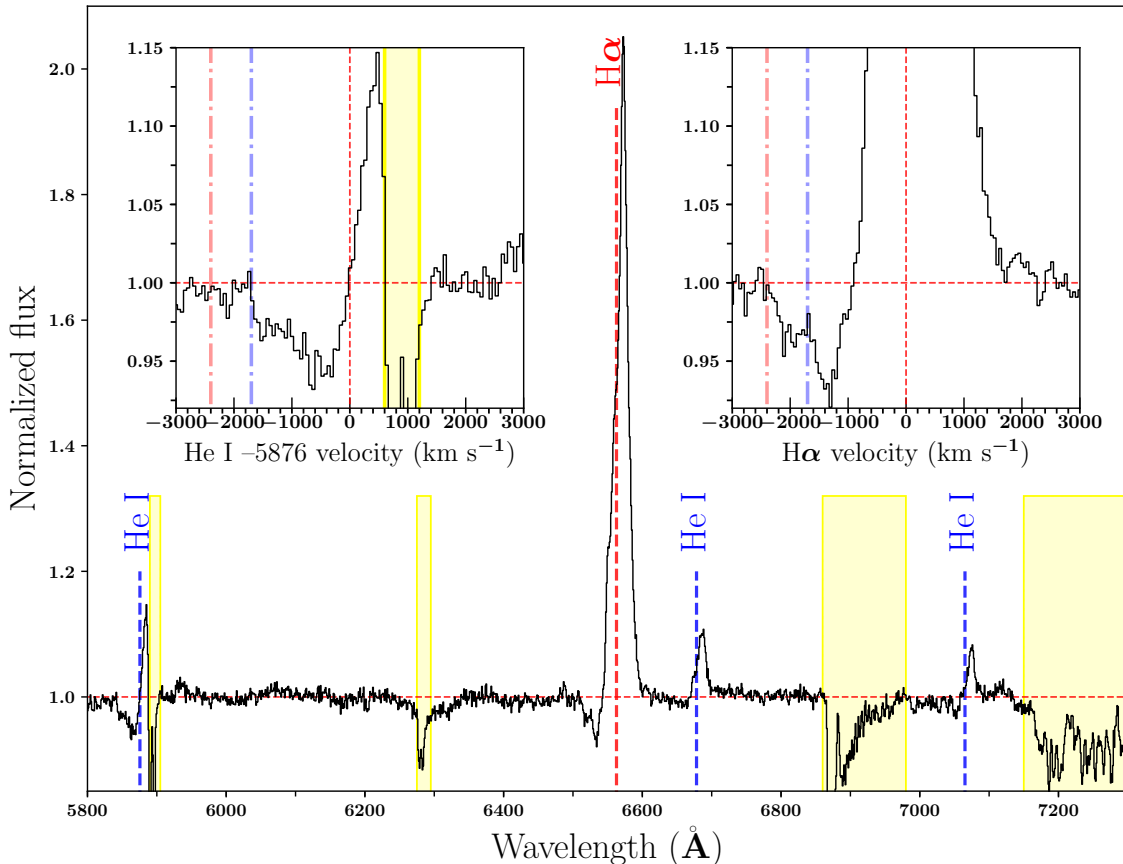 Normalized flux
2.0
1.8
1.6
1.4
1.2
1.0
1.15
1.10
1.05
1.00
0.95
−3000 −2000 −1000 0 1000 2000 3000
He I –5876 velocity (km s⁻¹)
Hα
1.15
1.10
1.05
1.00
0.95
−3000 −2000 −1000 0 1000 2000 3000
Hα velocity (km s⁻¹)
He I
He I
He I
5800 6000 6200 6400 6600 6800 7000 7200
Wavelength (Å)